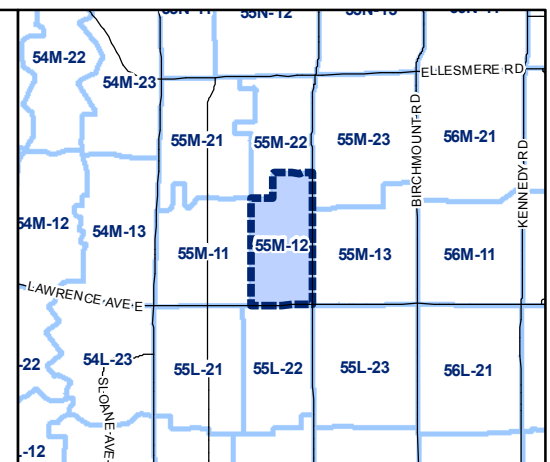 55N-12
54M-22
ELLESMERE RD
54M-23
55M-21
55M-22
55M-23
56M-21
BIRCHMOUNT RD
KENNEDY RD
54M-12
54M-13
55M-11
55M-12
55M-13
56M-11
LAWRENCE AVE E
-22
54L-23
55L-21
55L-22
55L-23
56L-21
SLOANE AVE
-12